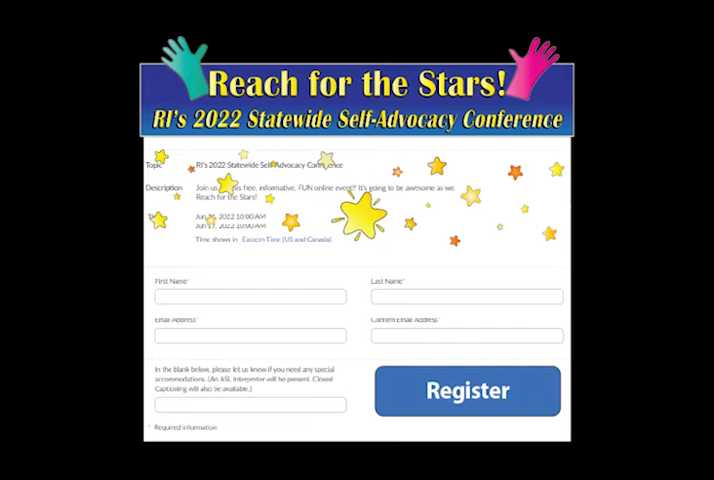 Reach for the Stars!
RI's 2022 Statewide Self-Advocacy Conference
Topic RI's 2022 Statewide Self-Advocacy Conference
Description Join us this free, informative, FUN online event!! It's going to be awesome as we
Reach for the Stars!
Jun 2022 10:00 AM
Jun 17, 2022 10:00 AM
Time shows in Eastern Time (US and Canada)
First Name* Last Name*
Email Address* Confirm Email Address*
In the blank below, please let us know if you need any special
accommodations. (An ASL interpreter will be present. Closed
Captioning will also be available.)
Register
* Required information